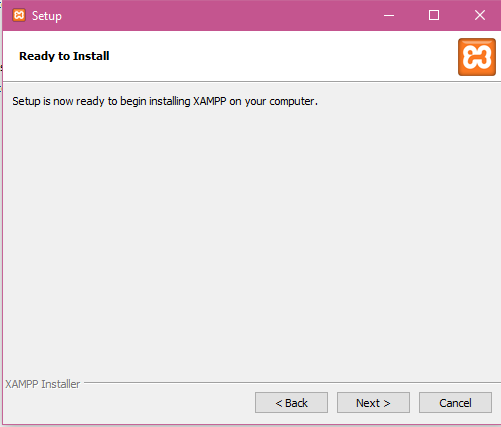 Setup
Ready to Install
Setup is now ready to begin installing XAMPP on your computer.
XAMPP Installer
< Back Next > Cancel